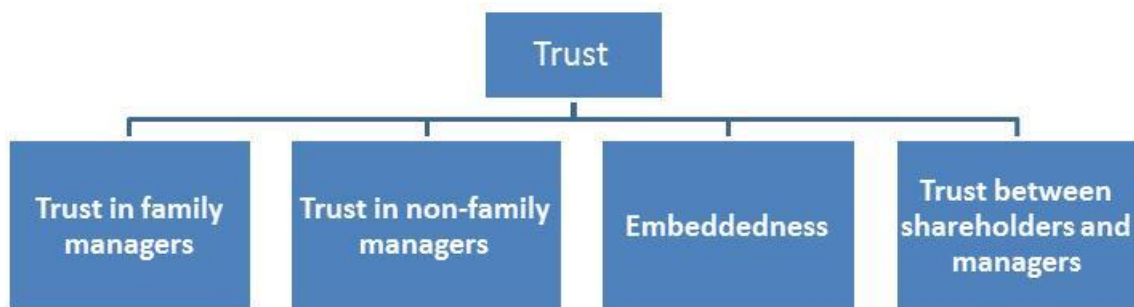 Trust
Trust in family
managers
Trust in non-family
managers
Embeddedness
Trust between
shareholders and
managers